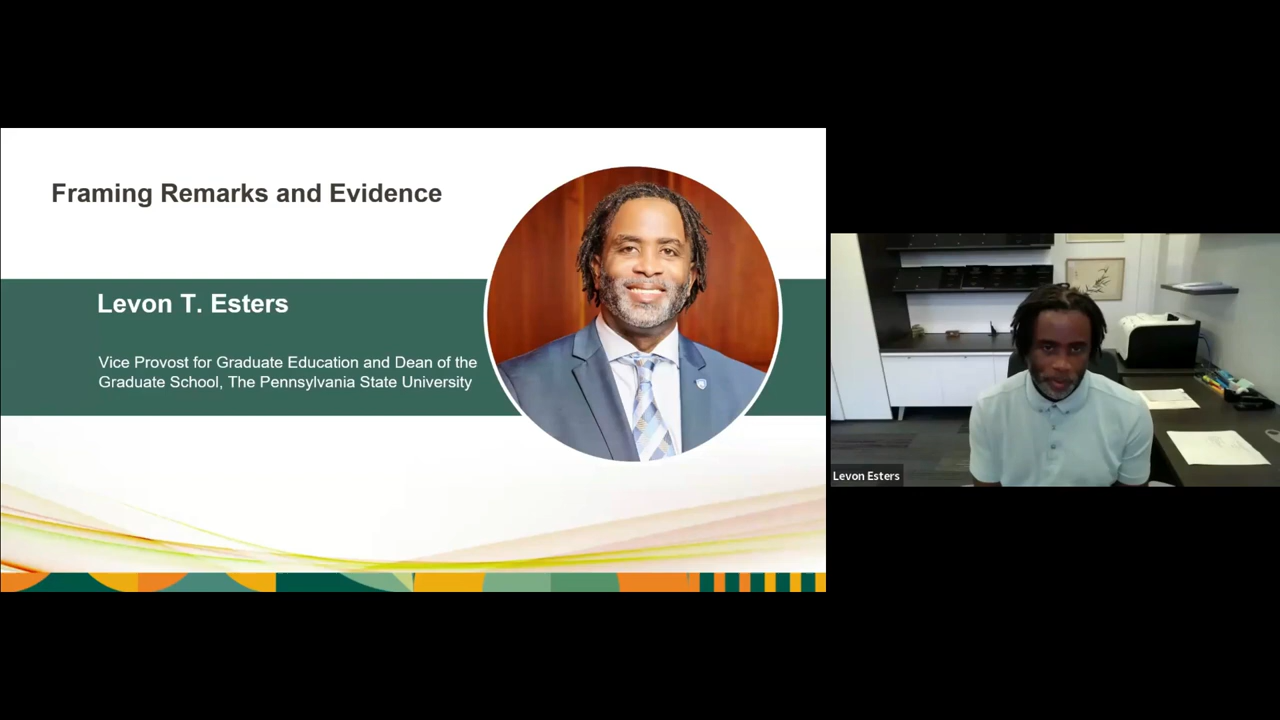 Framing Remarks and Evidence
Levon T. Esters
Vice Provost for Graduate Education and Dean of the
Graduate School, The Pennsylvania State University
Levon Esters